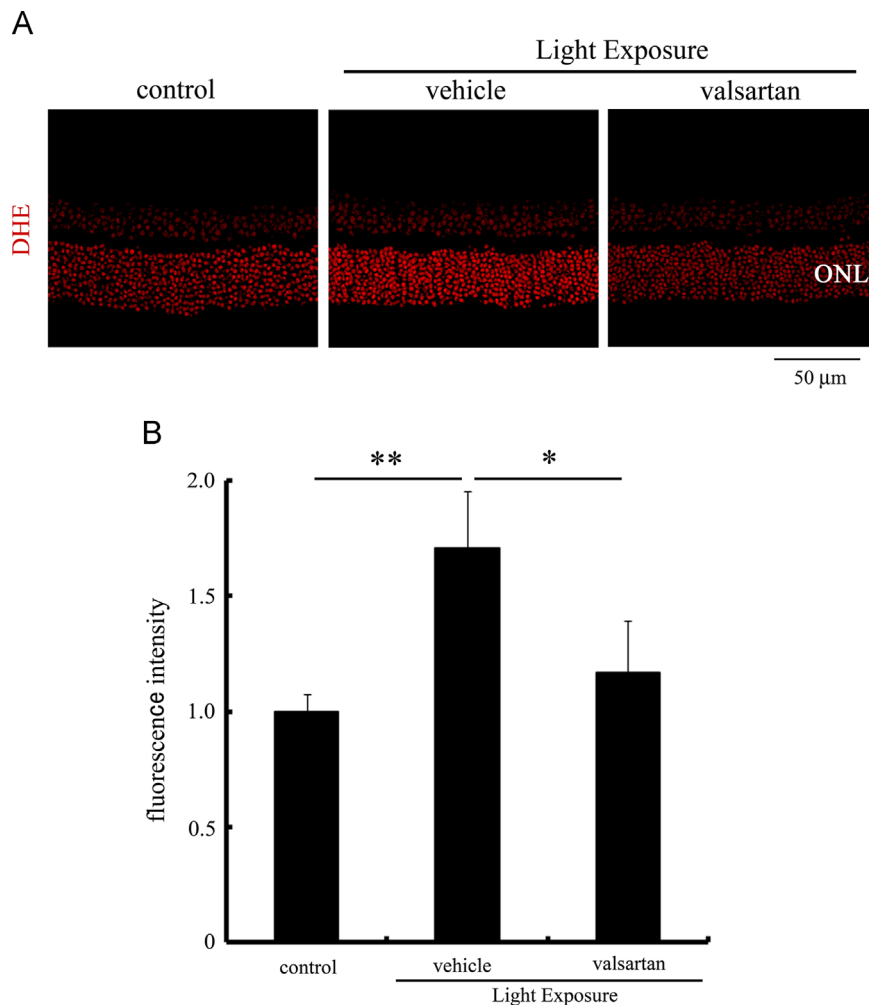 A
Light Exposure
control vehicle valsartan
DHE
ONL
50 μm
B
** *
2.0
1.5
1.0
0.5
0
fluorescence intensity
control vehicle valsartan
Light Exposure